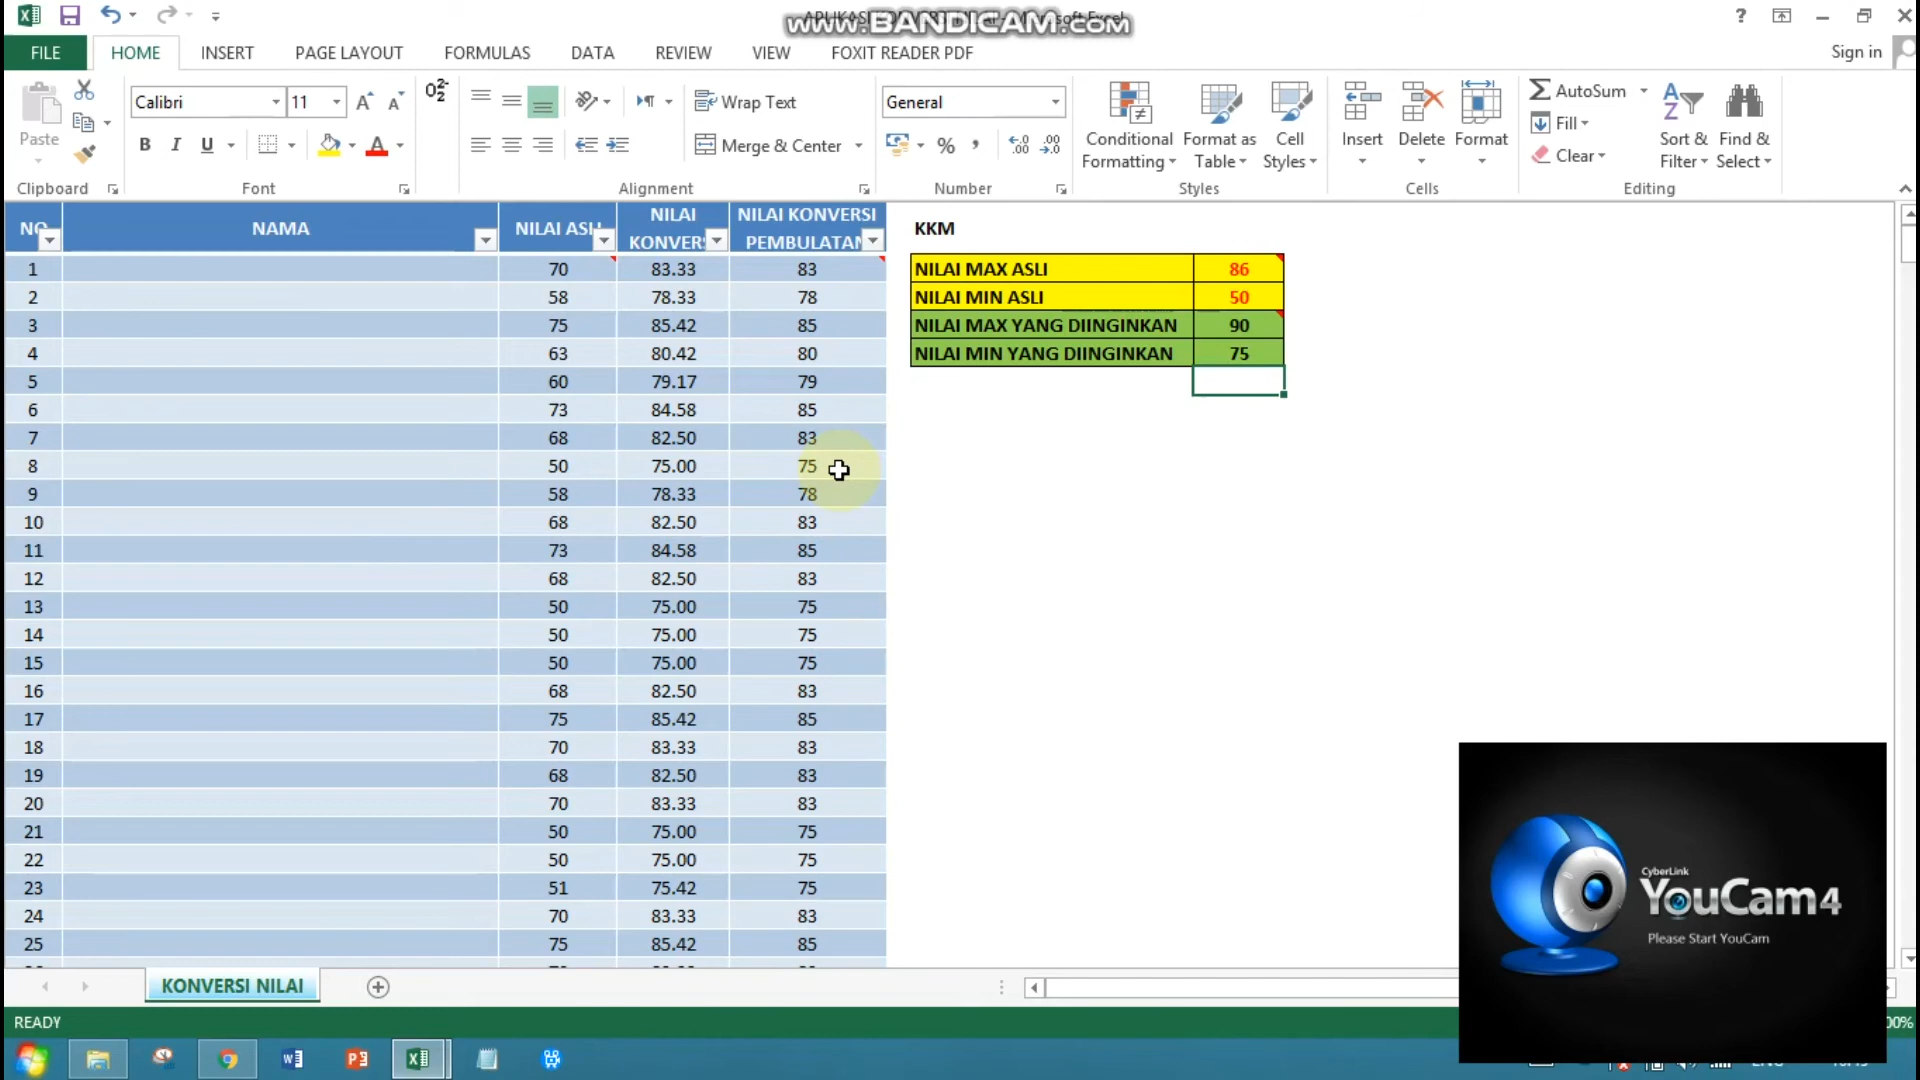 www.BANDICAM.com
FILE HOME INSERT PAGE LAYOUT FORMULAS DATA REVIEW VIEW FOXIT READER PDF Sign in
Paste Calibri 11 Wrap Text General Conditional Formatting Format as Table Cell Styles Insert Delete Format AutoSum Fill Clear Sort & Filter Find & Select
B I U Merge & Center % ,
Clipboard Font Alignment Number Styles Cells Editing
NO NAMA NILAI ASLI NILAI KONVERSI NILAI KONVERSI PEMBULATAN KKM
1 70 83.33 83 NILAI MAX ASLI 86
2 58 78.33 78 NILAI MIN ASLI 50
3 75 85.42 85 NILAI MAX YANG DIINGINKAN 90
4 63 80.42 80 NILAI MIN YANG DIINGINKAN 75
5 60 79.17 79
6 73 84.58 85
7 68 82.50 83
8 50 75.00 75
9 58 78.33 78
10 68 82.50 83
11 73 84.58 85
12 68 82.50 83
13 50 75.00 75
14 50 75.00 75
15 50 75.00 75
16 68 82.50 83
17 75 85.42 85
18 70 83.33 83
19 68 82.50 83
20 70 83.33 83
21 50 75.00 75
22 50 75.00 75
23 51 75.42 75
24 70 83.33 83
25 75 85.42 85
KONVERSI NILAI
READY
CyberLink
YouCam4
Please Start YouCam